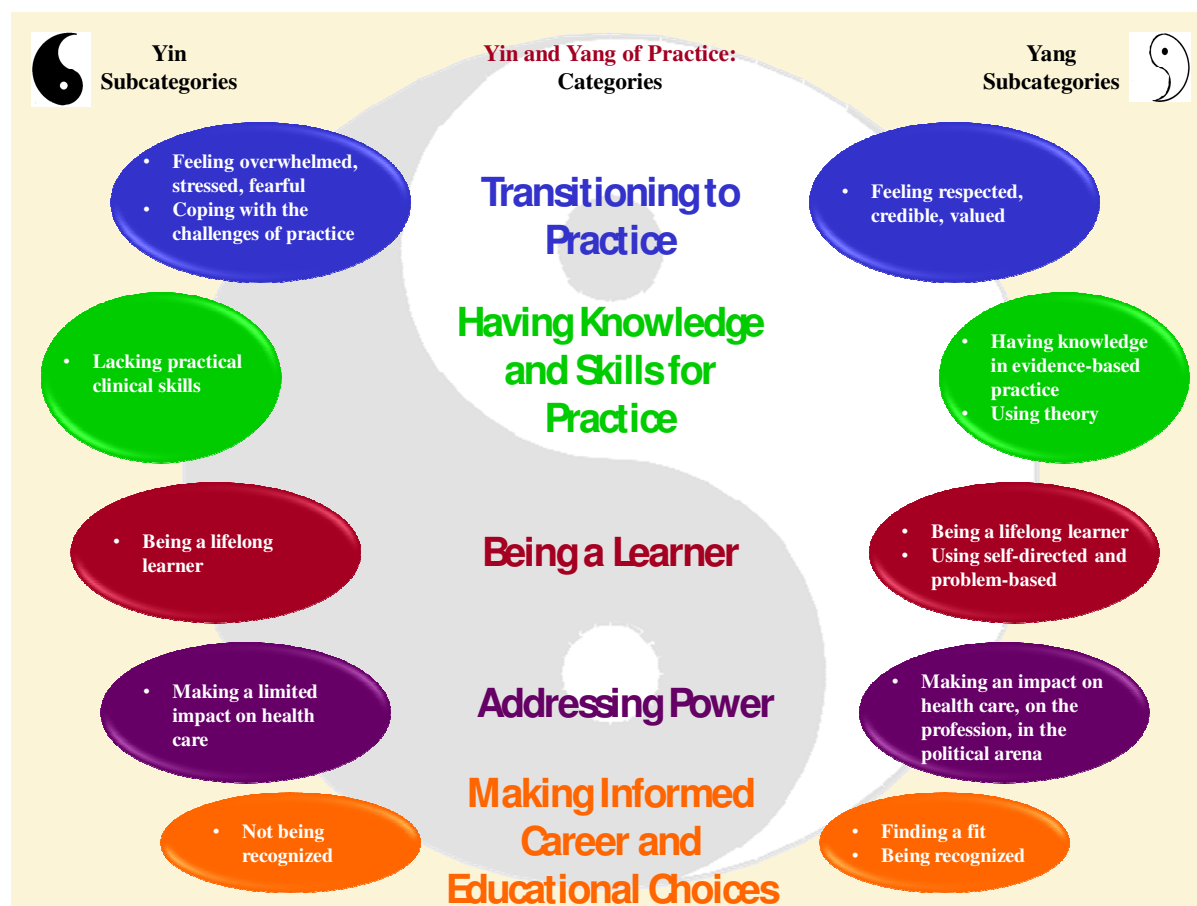 Yin
Subcategories
Yin and Yang of Practice:
Categories
Yang
Subcategories
• Feeling overwhelmed,
stressed, fearful
• Coping with the
challenges of practice
Transitioning to
Practice
• Feeling respected,
credible, valued
• Lacking practical
clinical skills
Having Knowledge
and Skills for
Practice
• Having knowledge
in evidence-based
practice
• Using theory
• Being a lifelong
learner
Being a Learner
• Being a lifelong learner
• Using self-directed and
problem-based
• Making a limited
impact on health
care
Addressing Power
• Making an impact on
health care, on the
profession, in the
political arena
• Not being
recognized
Making Informed
Career and
Educational Choices
• Finding a fit
• Being recognized